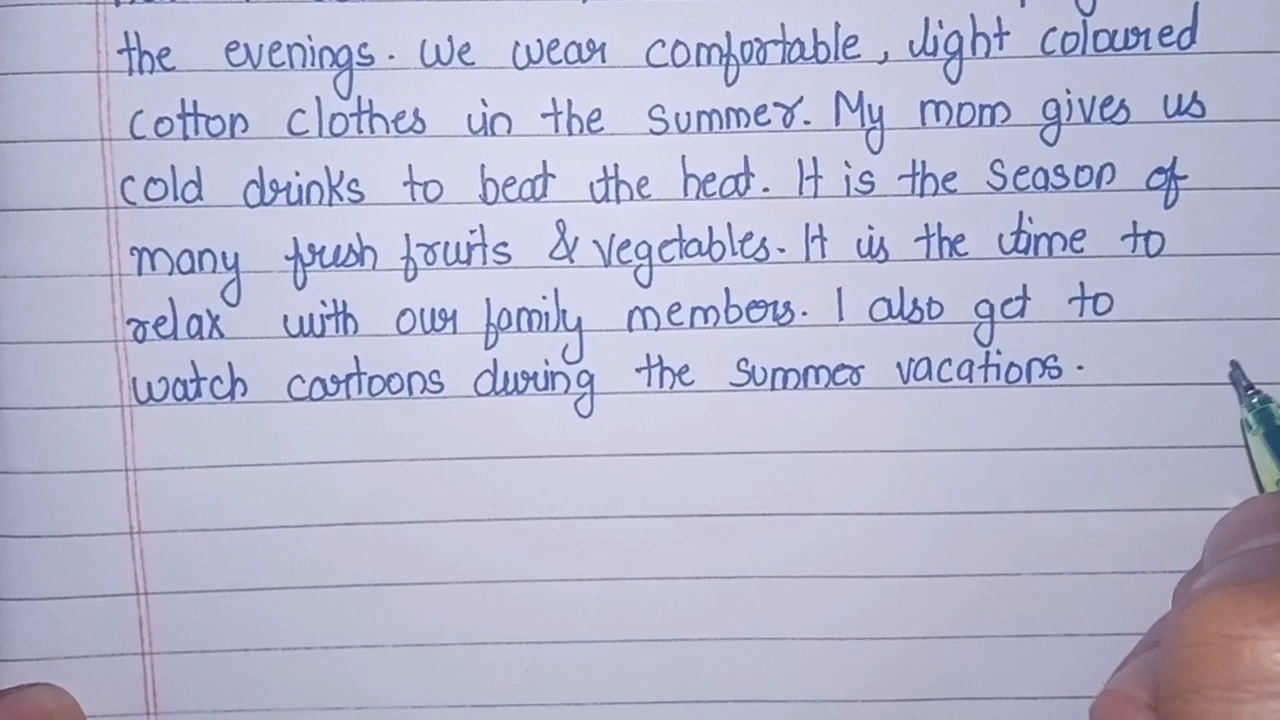 the evenings. We wear comfortable, light coloured
cotton clothes in the summer. My mom gives us
cold drinks to beat the heat. It is the season of
many fresh fruits & vegetables. It is the time to
relax with our family members. I also get to
watch cartoons during the summer vacations.